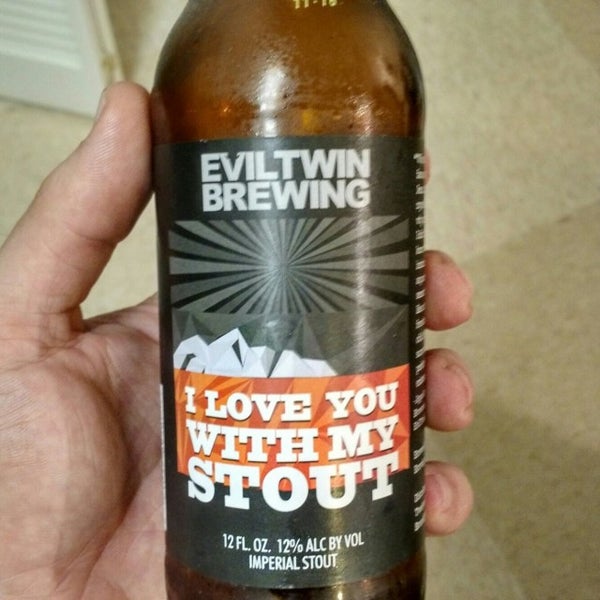 EVILTWIN
BREWING
I LOVE YOU
WITH MY
STOUT
12 FL. OZ. 12% ALC BY VOL
IMPERIAL STOUT